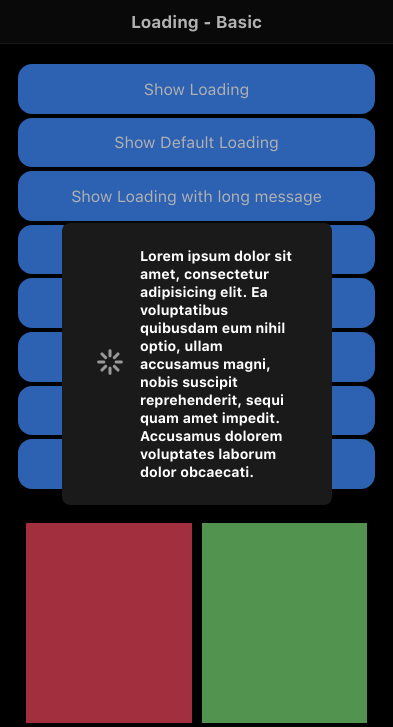 Loading - Basic
Show Loading
Show Default Loading
Show Loading with long message
Lorem ipsum dolor sit
amet, consectetur
adipisicing elit. Ea
voluptatibus
quibusdam eum nihil
optio, ullam
accusamus magni,
nobis suscipit
reprehenderit, sequi
quam amet impedit.
Accusamus dolorem
voluptates laborum
dolor obcaecati.